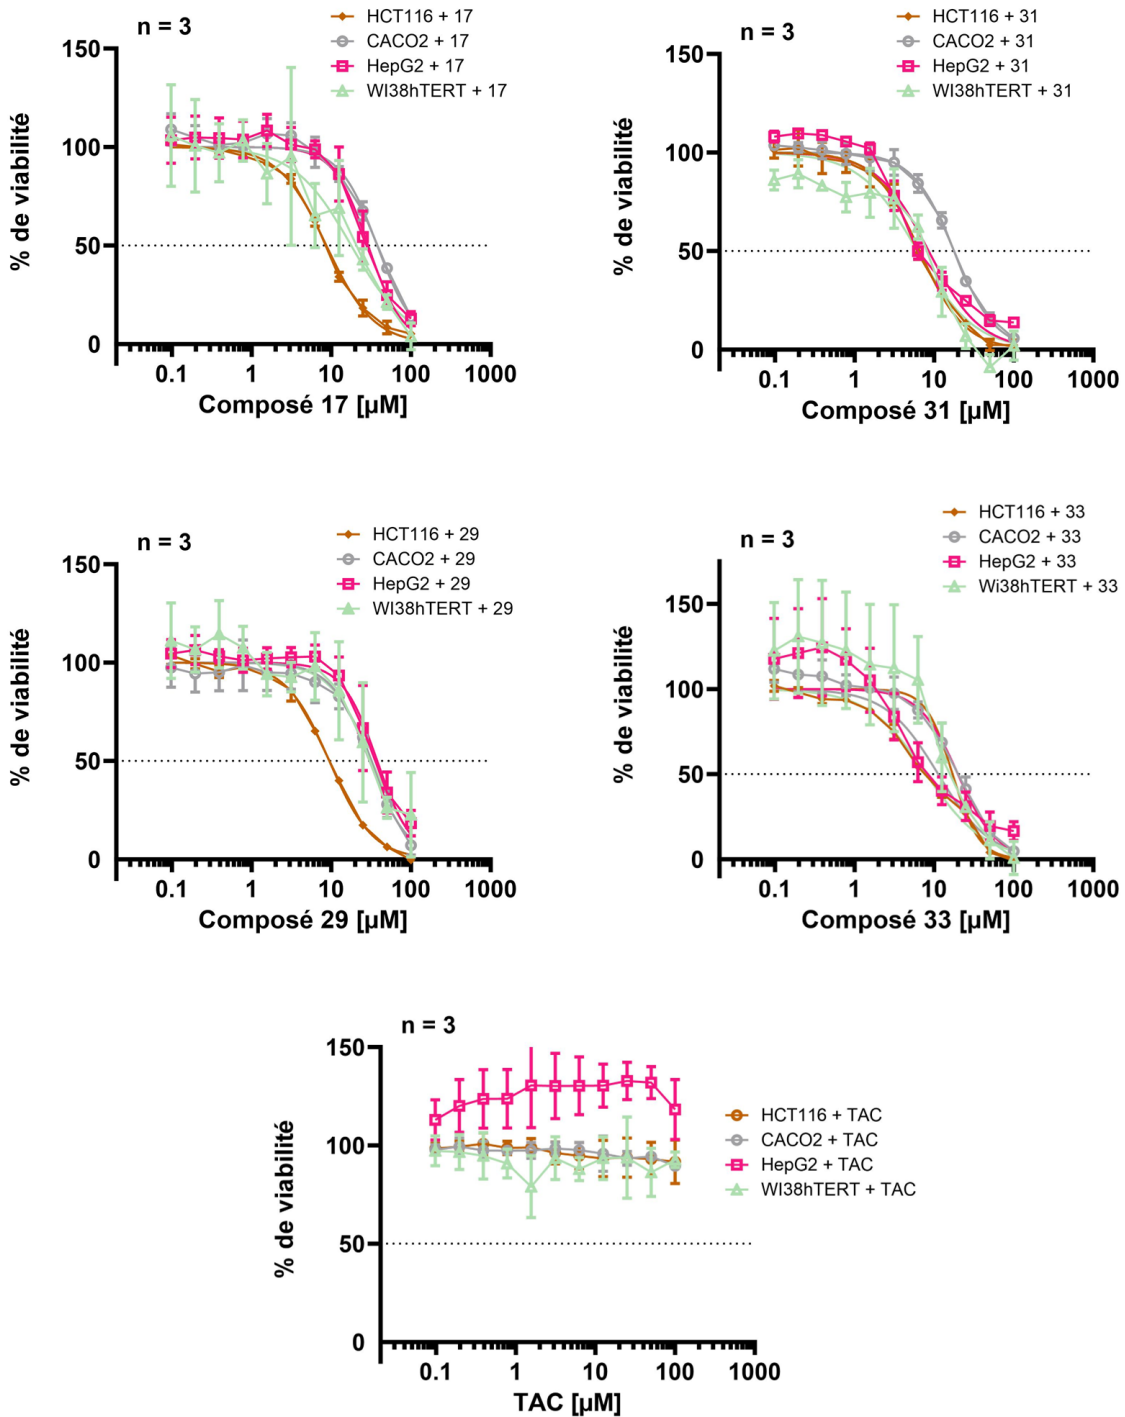 n = 3
HCT116 + 17
CACO2 + 17
HepG2 + 17
WI38hTERT + 17
150
100
50
0
% de viabilité
0.1 1 10 100 1000
Composé 17 [µM]
n = 3
HCT116 + 31
CACO2 + 31
HepG2 + 31
WI38hTERT + 31
150
100
50
0
% de viabilité
0.1 1 10 100 1000
Composé 31 [µM]
n = 3
HCT116 + 29
CACO2 + 29
HepG2 + 29
WI38hTERT + 29
150
100
50
0
% de viabilité
0.1 1 10 100 1000
Composé 29 [µM]
n = 3
HCT116 + 33
CACO2 + 33
HepG2 + 33
Wi38hTERT + 33
150
100
50
0
% de viabilité
0.1 1 10 100 1000
Composé 33 [µM]
n = 3
HCT116 + TAC
CACO2 + TAC
HepG2 + TAC
WI38hTERT + TAC
150
100
50
0
% de viabilité
0.1 1 10 100 1000
TAC [µM]